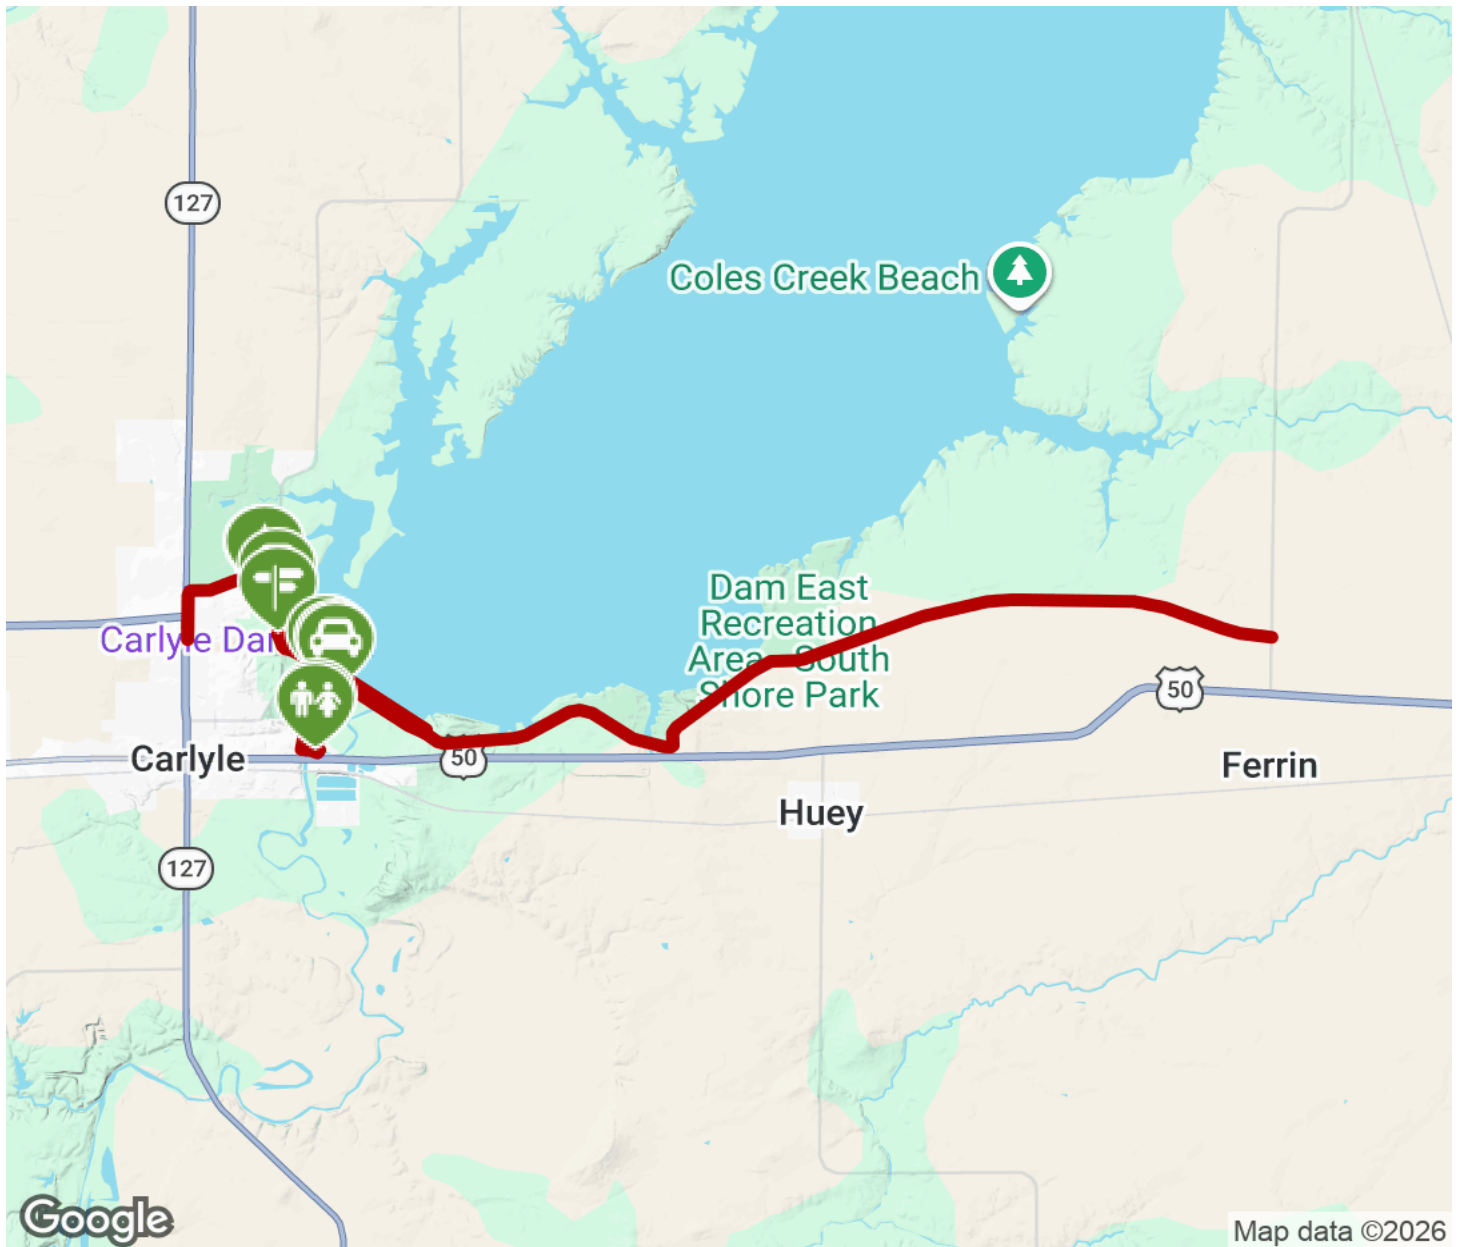 127
Coles Creek Beach
Dam East
Recreation
Area - South
Shore Park
Carlyle Da
50
Carlyle
50
Ferrin
Huey
127
Google
Map data ©2026